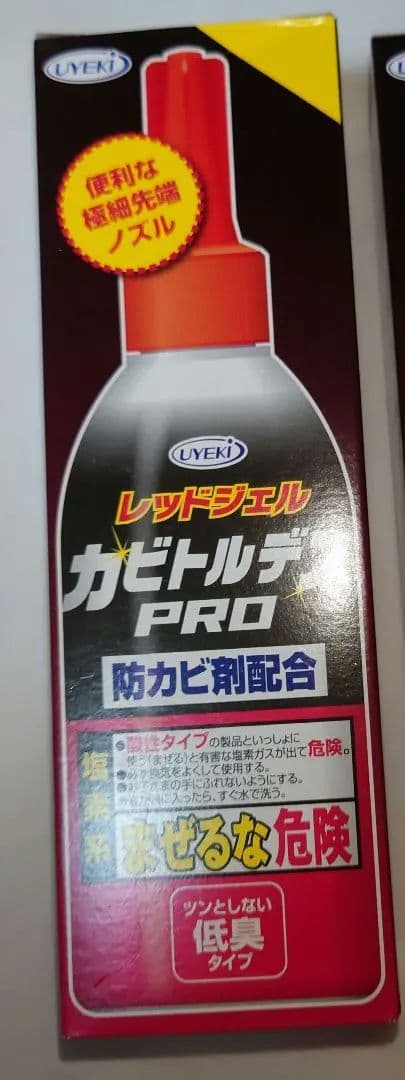 UYEKI
便利な
極細先端
ノズル
UYEKI
レッドジェル
カビトルデス
PRO
防カビ剤配合
塩素系
●酸性タイプの製品といっしょに
使う(まぜる)と有害な塩素ガスが出て危険。
●必ず換気をよくして使用する。
●お子さまの手にふれないようにする。
に入ったら、すぐ水で洗う。
まぜるな危険
ツンとしない
低臭
タイプ